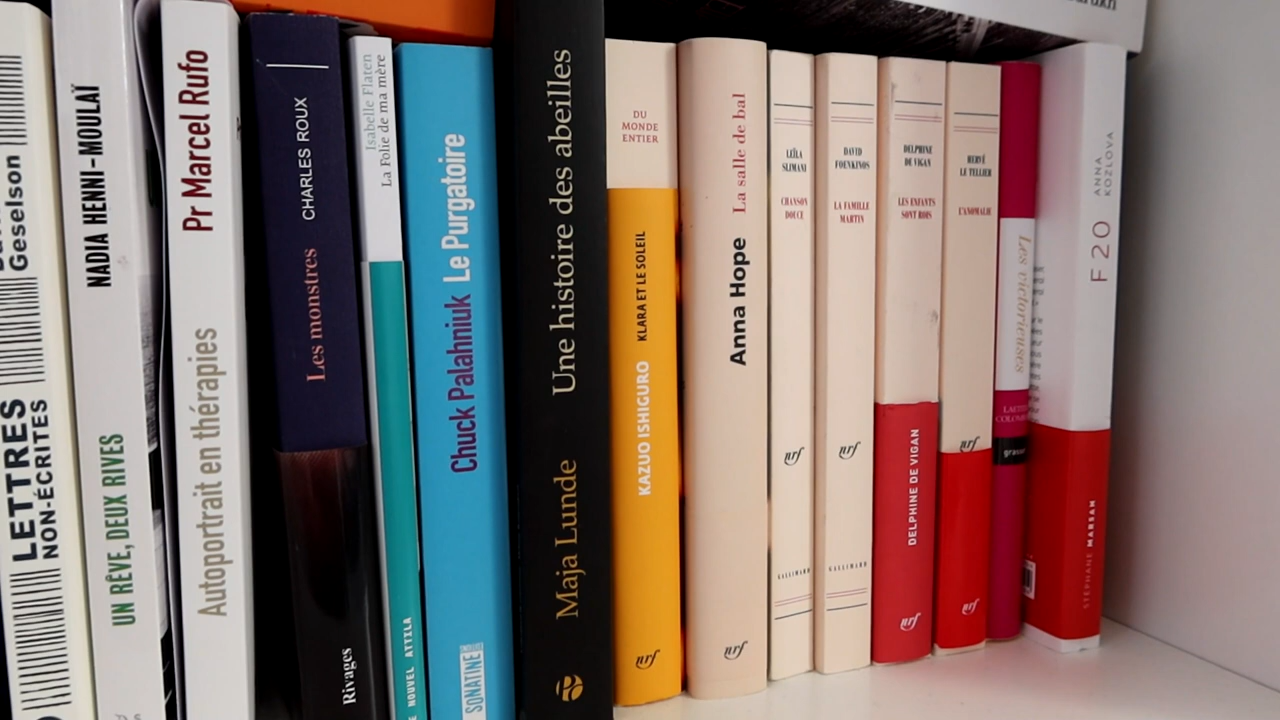 Geselson
LETTRES
NON-ÉCRITES
NADIA HENNI-MOULAÏ
UN RÊVE, DEUX RIVES
Pr Marcel Rufo
Autoportrait en thérapies
CHARLES ROUX
Les monstres
Rivages
Isabelle Flaten
La Folie de ma mère
LE NOUVEL ATTILA
Chuck Palahniuk Le Purgatoire
SONATINE
Maja Lunde Une histoire des abeilles
DU
MONDE
ENTIER
KAZUO ISHIGURO KLARA ET LE SOLEIL
nrf
Anna Hope La salle de bal
nrf
LEÏLA
SLIMANI
CHANSON
DOUCE
nrf
GALLIMARD
DAVID
FOENKINOS
LA FAMILLE
MARTIN
nrf
GALLIMARD
DELPHINE
DE VIGAN
LES ENFANTS
SONT ROIS
DELPHINE DE VIGAN
nrf
HERVÉ
LE TELLIER
L'ANOMALIE
nrf
nrf
Les victorieuses
LAETITIA
COLOMBANI
grasset
F20
ANNA
KOZLOVA
STÉPHANE MARSAN